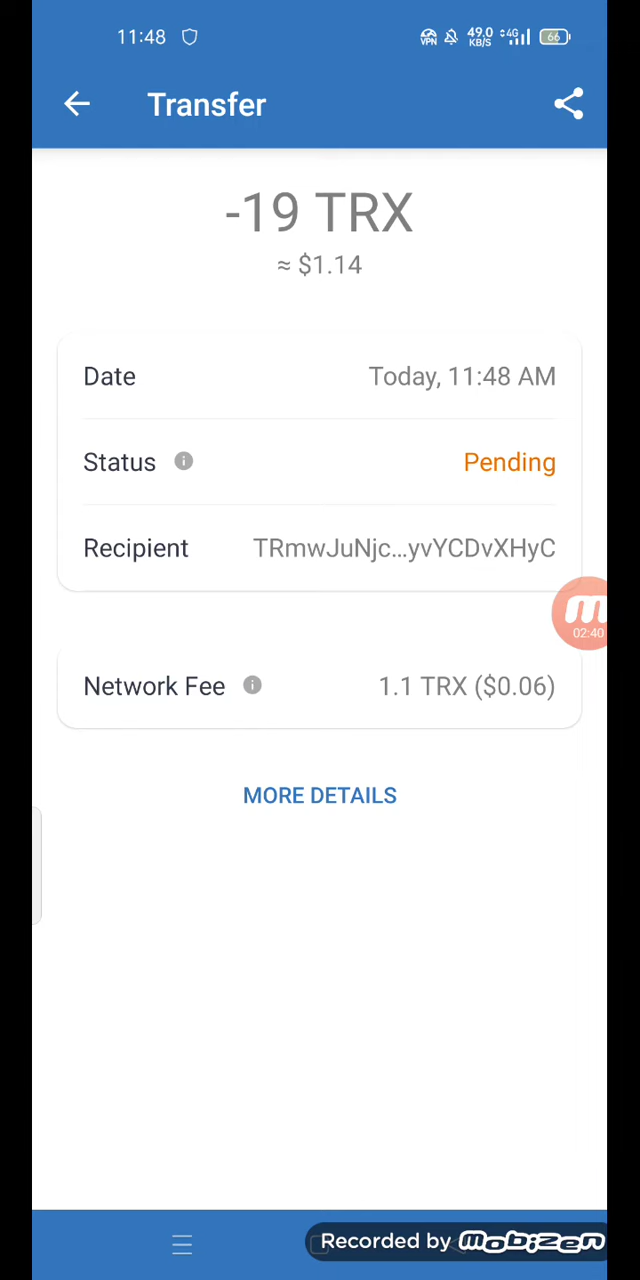 11:48 VPN 49.0 KB/S 4G 66
Transfer
-19 TRX
≈ $1.14
Date Today, 11:48 AM
Status i Pending
Recipient TRmwJuNjc...yvYCDvXHyC
02:40
Network Fee i 1.1 TRX ($0.06)
MORE DETAILS
Recorded by mobizen